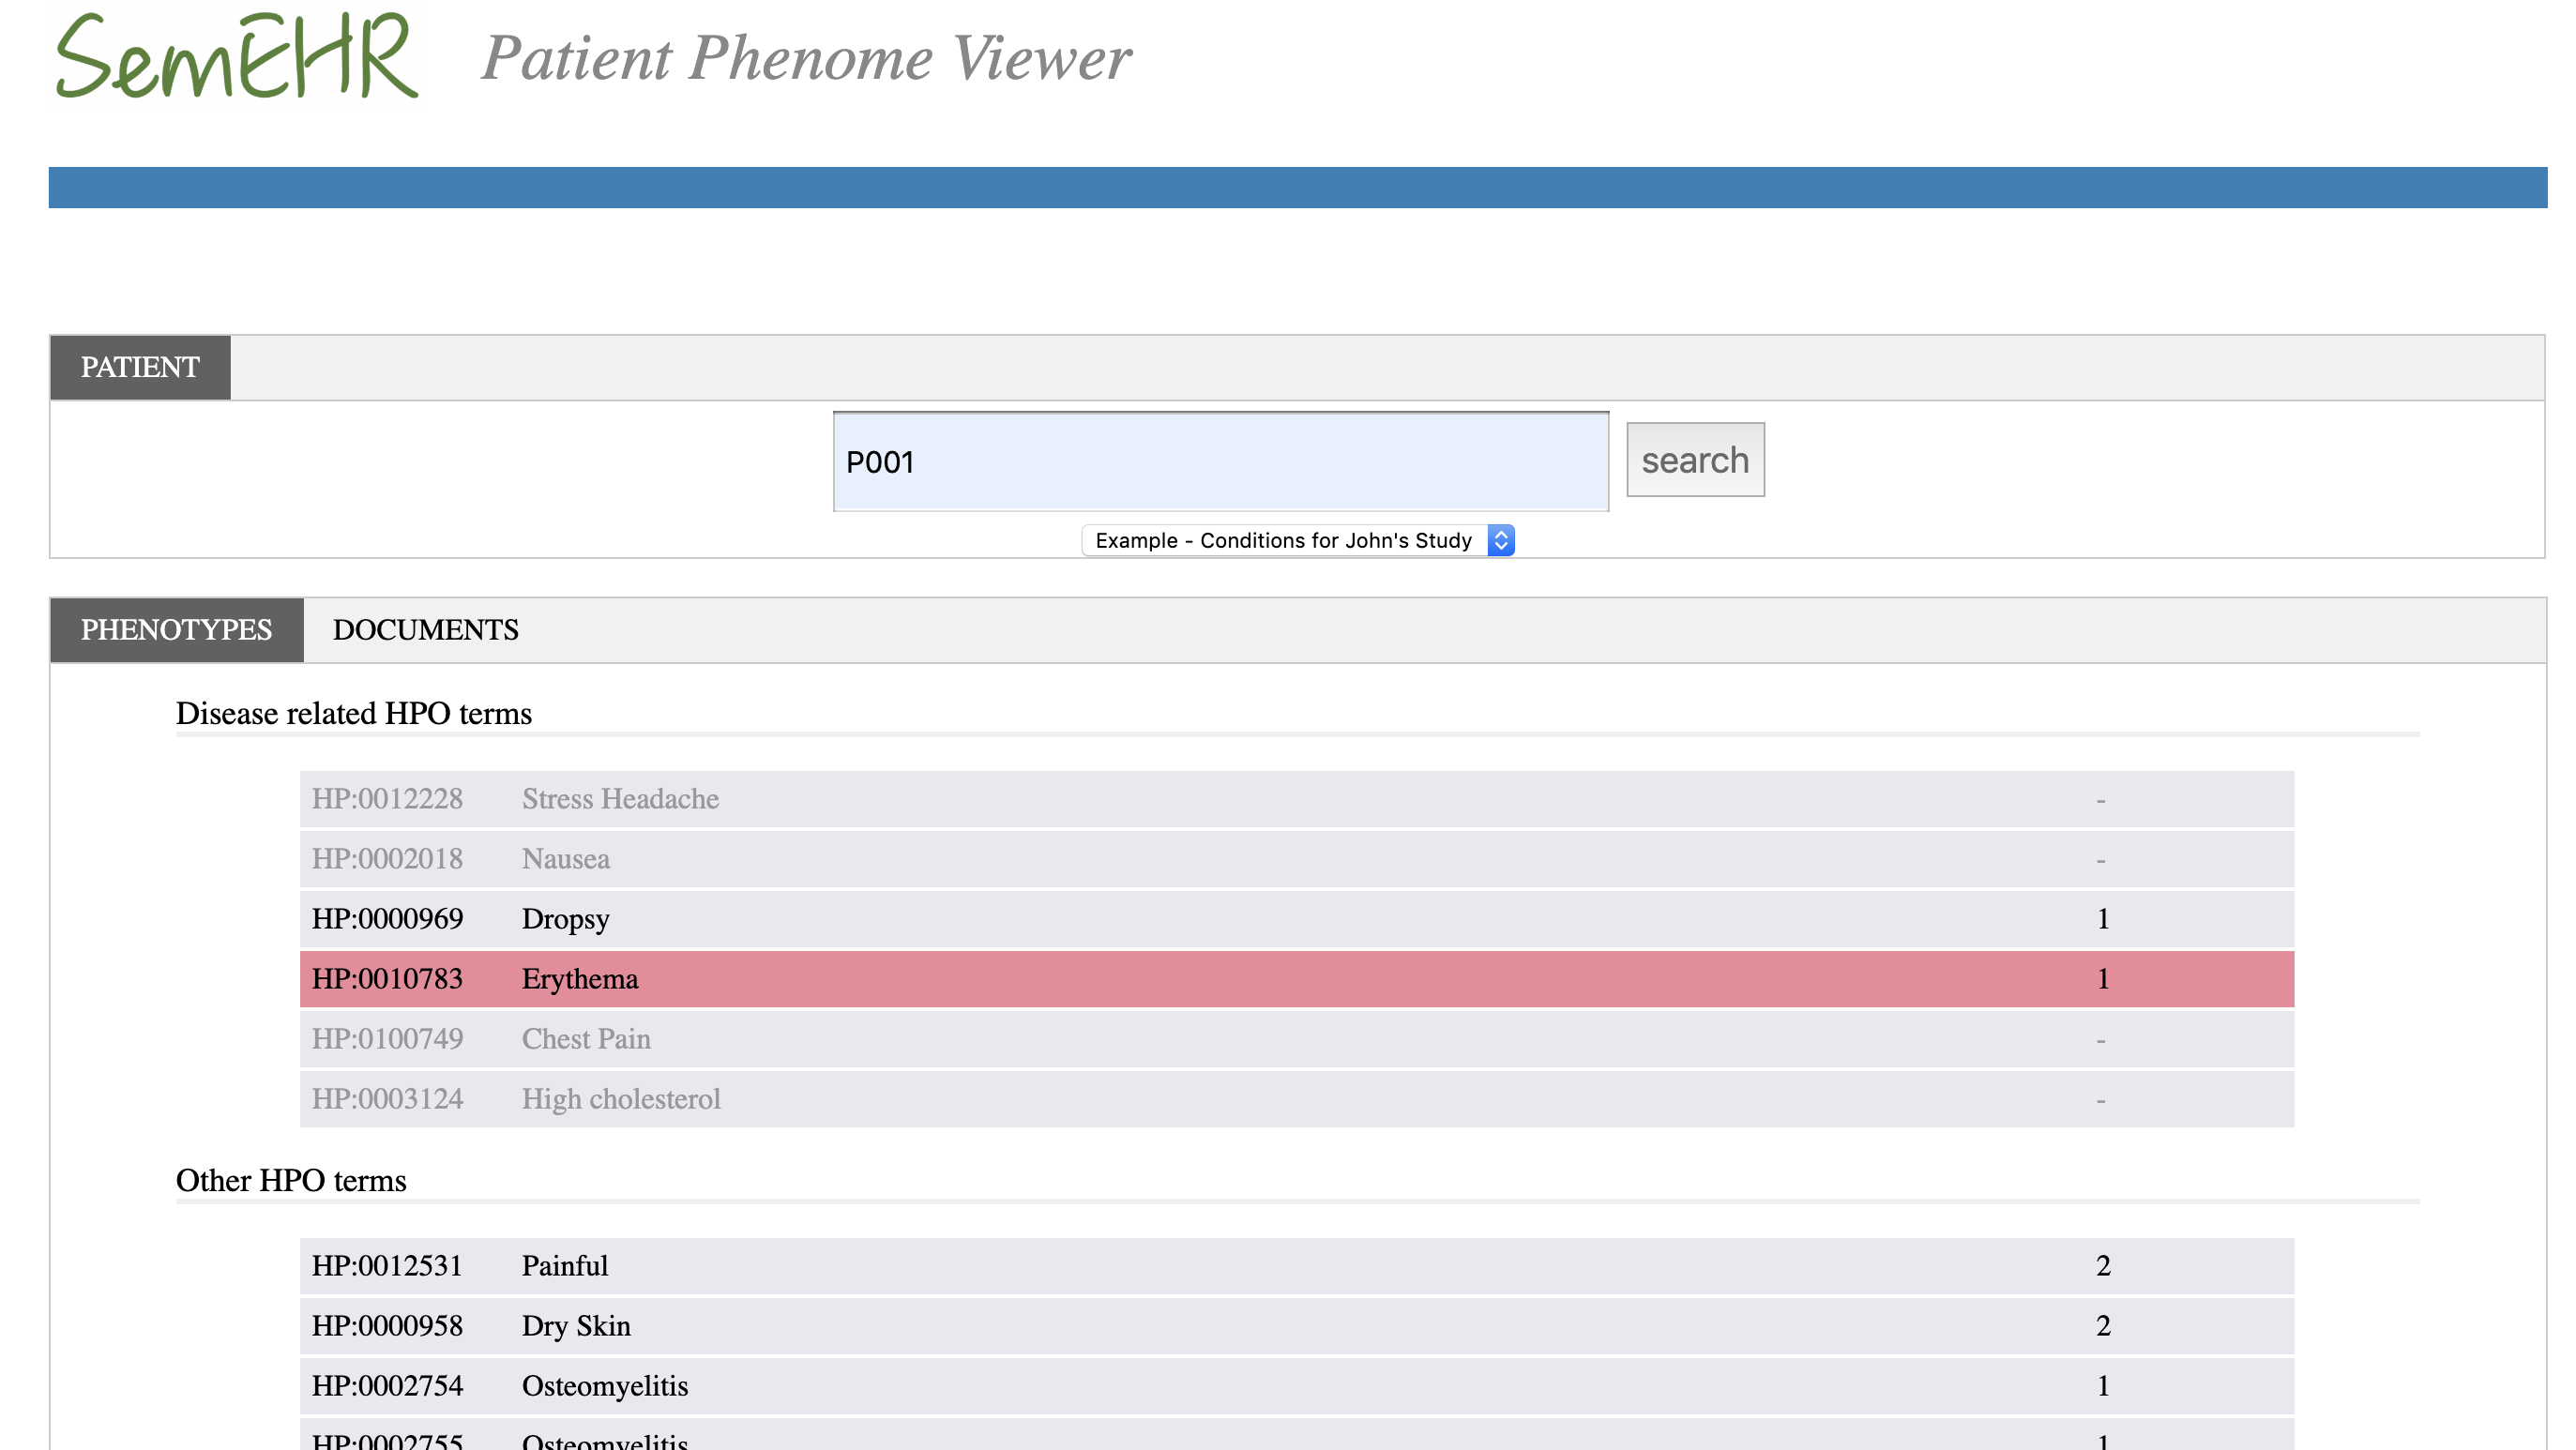 SemEHR Patient Phenome Viewer
PATIENT
P001 search
Example - Conditions for John's Study
PHENOTYPES DOCUMENTS
Disease related HPO terms
HP:0012228 Stress Headache -
HP:0002018 Nausea -
HP:0000969 Dropsy 1
HP:0010783 Erythema 1
HP:0100749 Chest Pain -
HP:0003124 High cholesterol -
Other HPO terms
HP:0012531 Painful 2
HP:0000958 Dry Skin 2
HP:0002754 Osteomyelitis 1
HP:0002755 Osteomyelitis 1